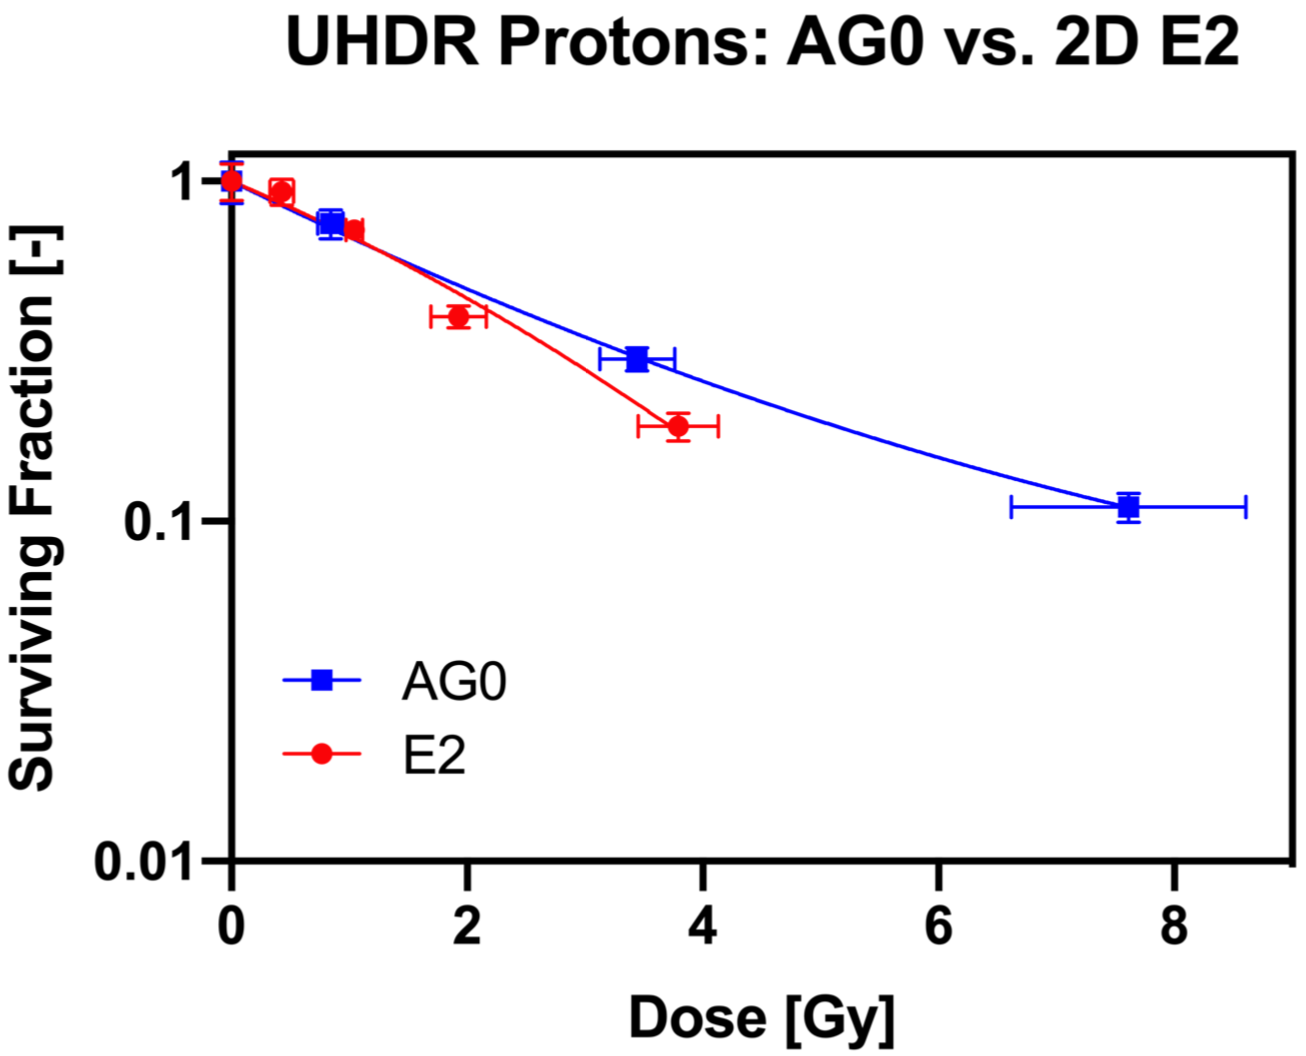 UHDR Protons: AG0 vs. 2D E2
1
0.1
0.01
Surviving Fraction [-]
AG0
E2
0 2 4 6 8
Dose [Gy]